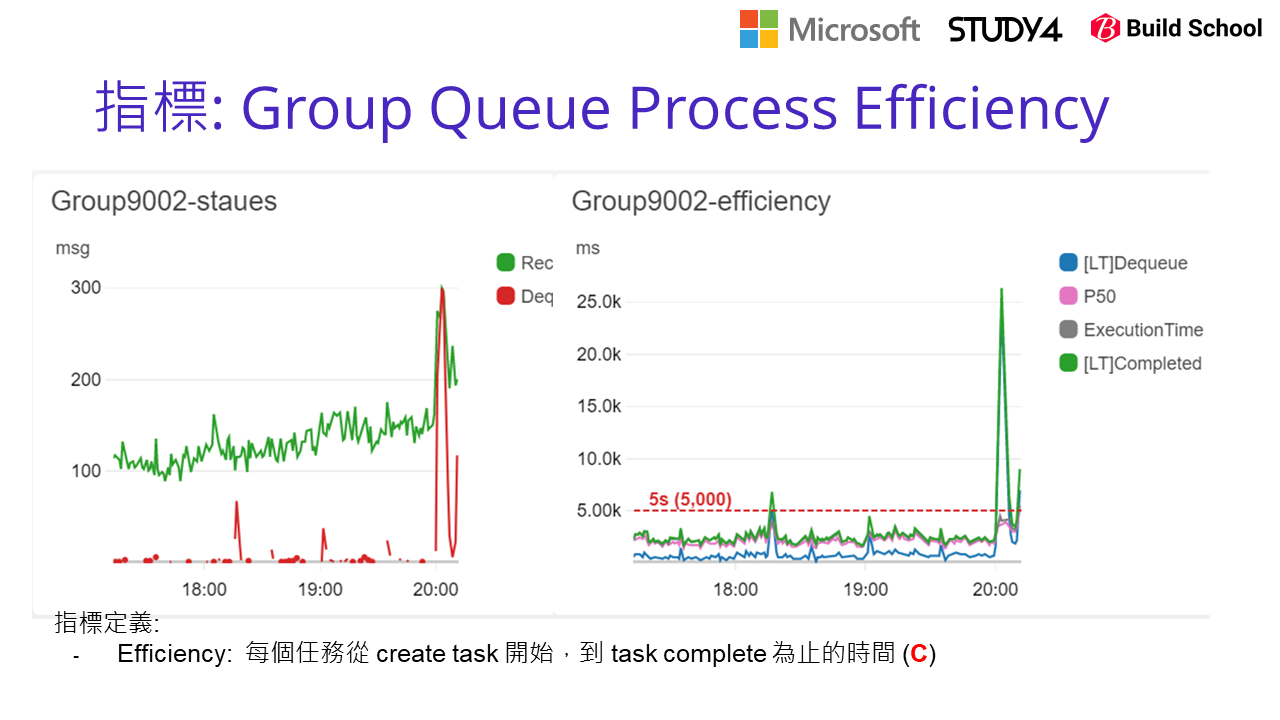 Microsoft STUDY4 Build School
指標: Group Queue Process Efficiency
Group9002-staues
msg
300
200
100
18:00 19:00 20:00
Rec
Deq
Group9002-efficiency
ms
25.0k
20.0k
15.0k
10.0k
5s (5,000)
5.00k
18:00 19:00 20:00
[LT]Dequeue
P50
ExecutionTime
[LT]Completed
指標定義:
- Efficiency: 每個任務從 create task 開始，到 task complete 為止的時間 (C)